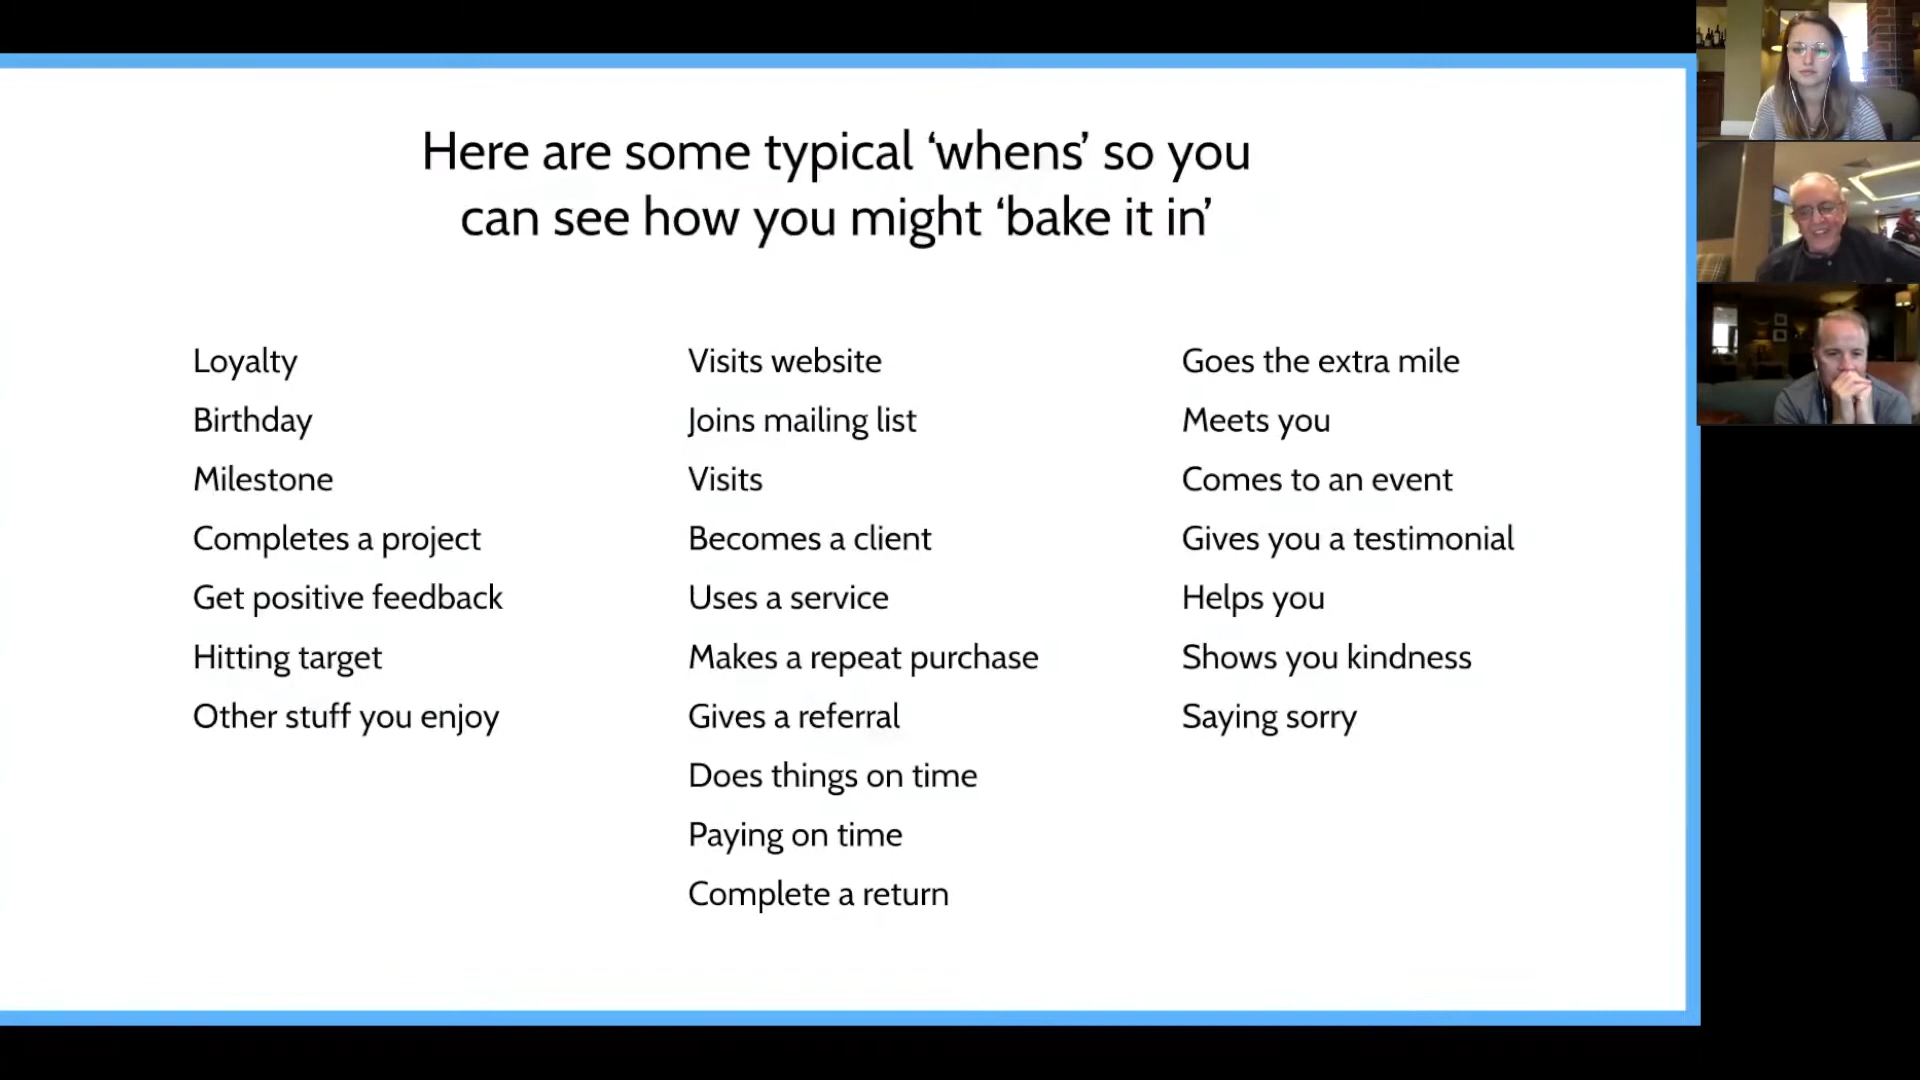 Here are some typical ‘whens’ so you
can see how you might ‘bake it in’
Loyalty
Birthday
Milestone
Completes a project
Get positive feedback
Hitting target
Other stuff you enjoy
Visits website
Joins mailing list
Visits
Becomes a client
Uses a service
Makes a repeat purchase
Gives a referral
Does things on time
Paying on time
Complete a return
Goes the extra mile
Meets you
Comes to an event
Gives you a testimonial
Helps you
Shows you kindness
Saying sorry